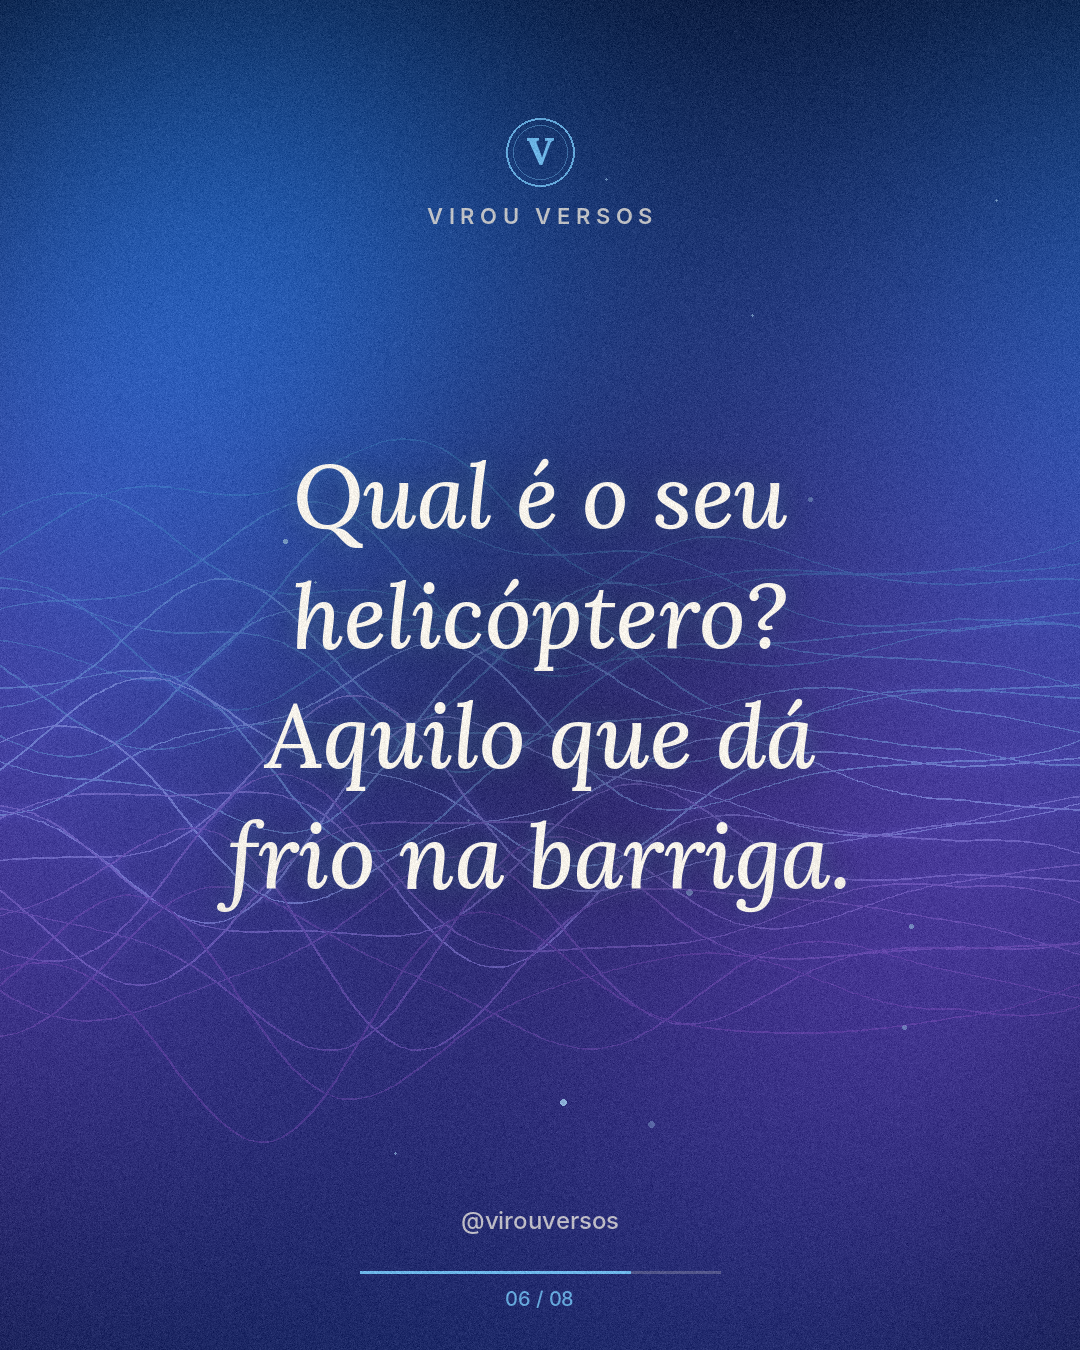 V
VIROU VERSOS
Qual é o seu
helicóptero?
Aquilo que dá
frio na barriga.
@virouversos
06 / 08